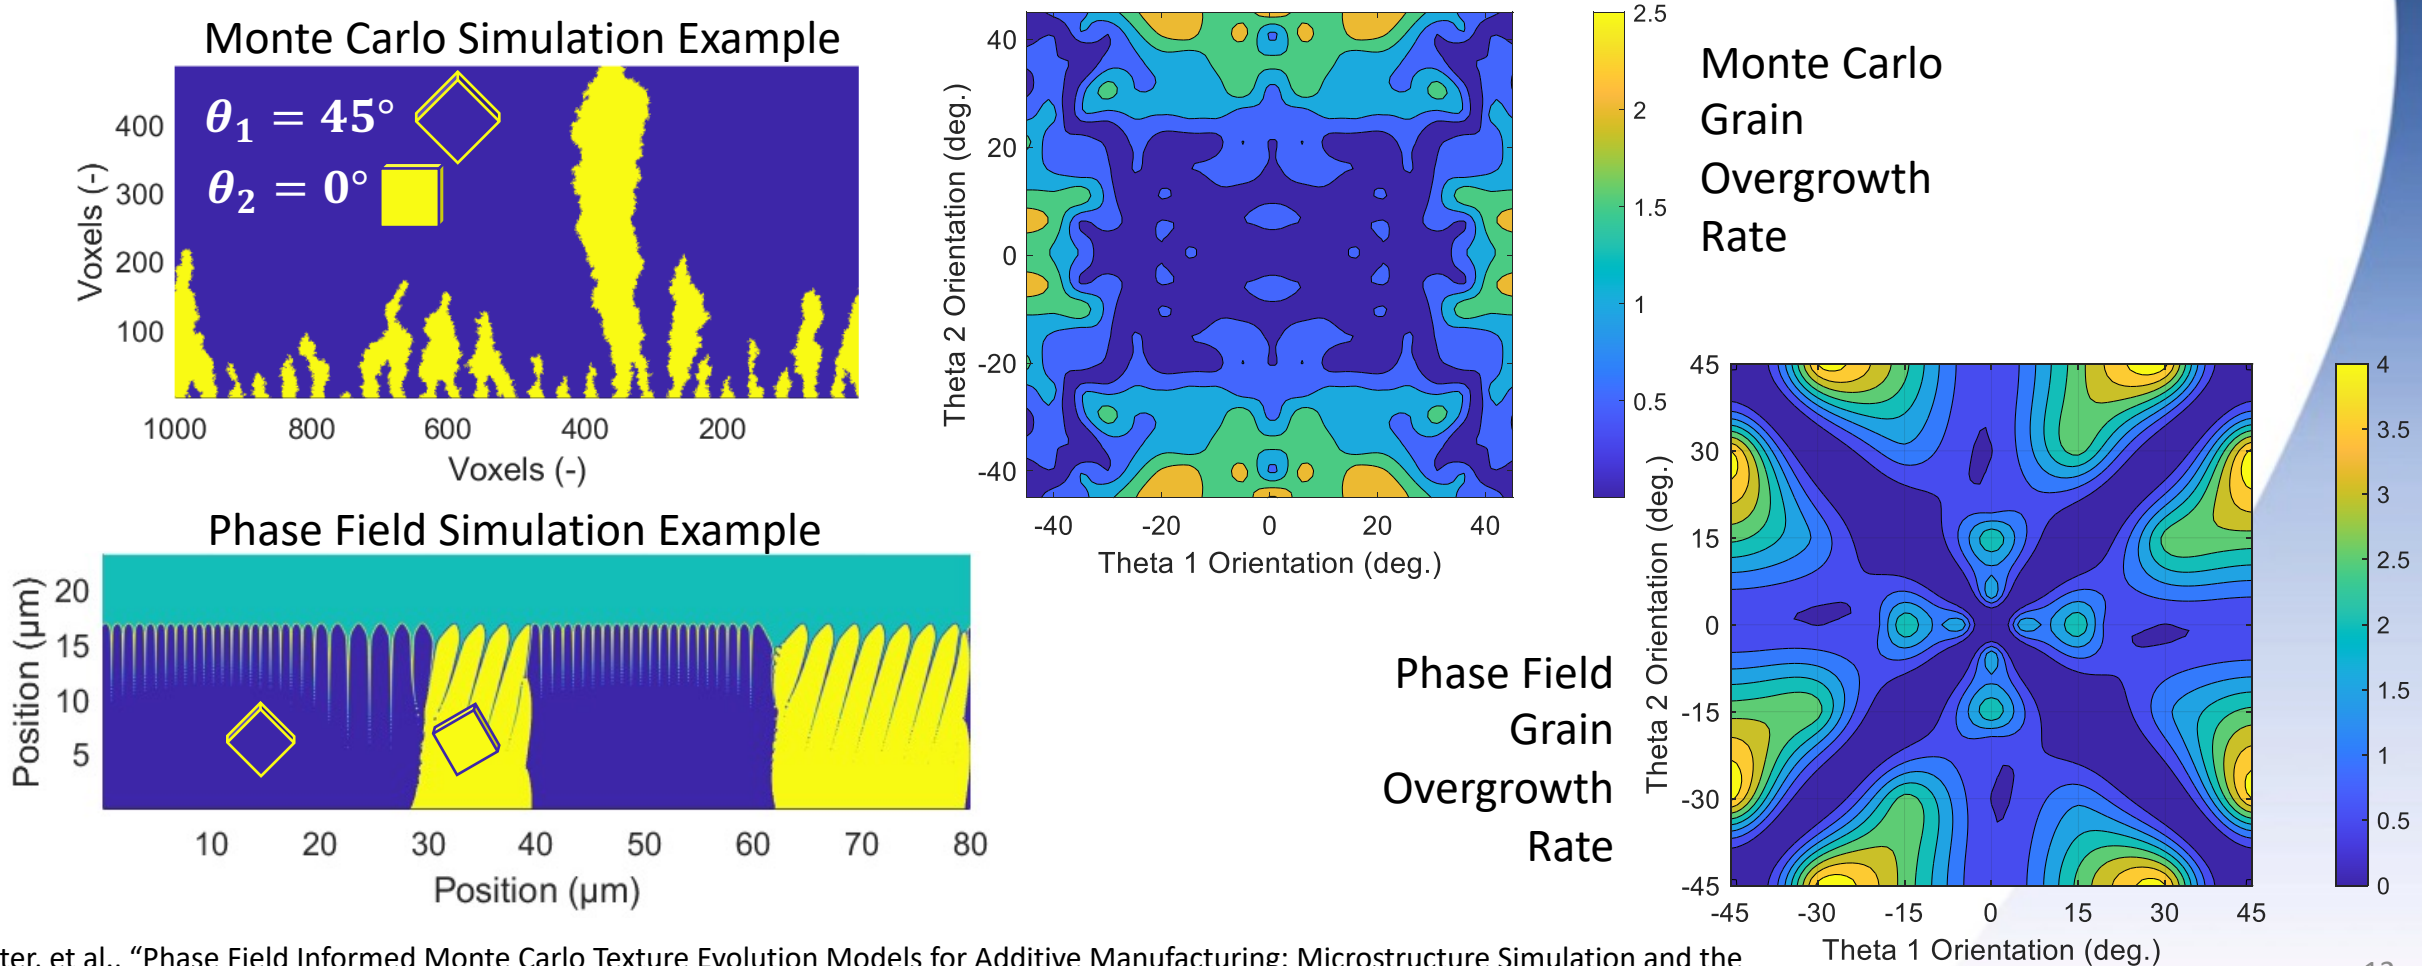 Monte Carlo Simulation Example
θ₁ = 45°
θ₂ = 0°
400
300
200
100
Voxels (-)
1000 800 600 400 200
Voxels (-)
Phase Field Simulation Example
20
15
10
5
Position (μm)
10 20 30 40 50 60 70 80
Position (μm)
40
20
0
-20
-40
Theta 2 Orientation (deg.)
-40 -20 0 20 40
Theta 1 Orientation (deg.)
2.5
2
1.5
1
0.5
Monte Carlo
Grain
Overgrowth
Rate
Phase Field
Grain
Overgrowth
Rate
45
30
15
0
-15
-30
-45
Theta 2 Orientation (deg.)
-45 -30 -15 0 15 30 45
Theta 1 Orientation (deg.)
4
3.5
3
2.5
2
1.5
1
0.5
0
ter, et al., “Phase Field Informed Monte Carlo Texture Evolution Models for Additive Manufacturing: Microstructure Simulation and the